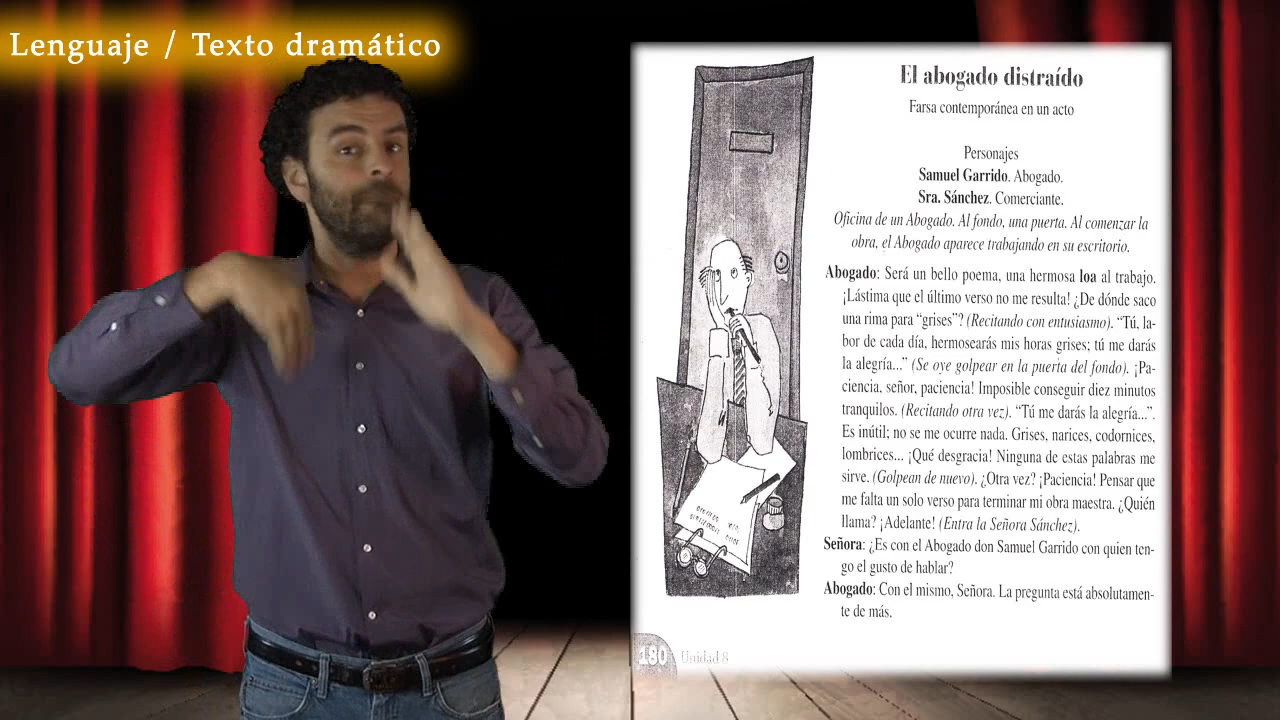 Lenguaje / Texto dramático
El abogado distraído
Farsa contemporánea en un acto
Personajes
Samuel Garrido. Abogado.
Sra. Sánchez. Comerciante.
Oficina de un Abogado. Al fondo, una puerta. Al comenzar la
obra, el Abogado aparece trabajando en su escritorio.
Abogado: Será un bello poema, una hermosa loa al trabajo.
¡Lástima que el último verso no me resulta! ¿De dónde saco
una rima para “grises”? (Recitando con entusiasmo). “Tú, la-
bor de cada día, hermosearás mis horas grises; tú me darás
la alegría...” (Se oye golpear en la puerta del fondo). ¡Pa-
ciencia, señor, paciencia! Imposible conseguir diez minutos
tranquilos. (Recitando otra vez). “Tú me darás la alegría...”.
Es inútil; no se me ocurre nada. Grises, narices, codornices,
lombrices... ¡Qué desgracia! Ninguna de estas palabras me
sirve. (Golpean de nuevo). ¿Otra vez? ¡Paciencia! Pensar que
me falta un solo verso para terminar mi obra maestra. ¿Quién
llama? ¡Adelante! (Entra la Señora Sánchez).
Señora: ¿Es con el Abogado don Samuel Garrido con quien ten-
go el gusto de hablar?
Abogado: Con el mismo, Señora. La pregunta está absolutamen-
te de más.
180 Unidad 8